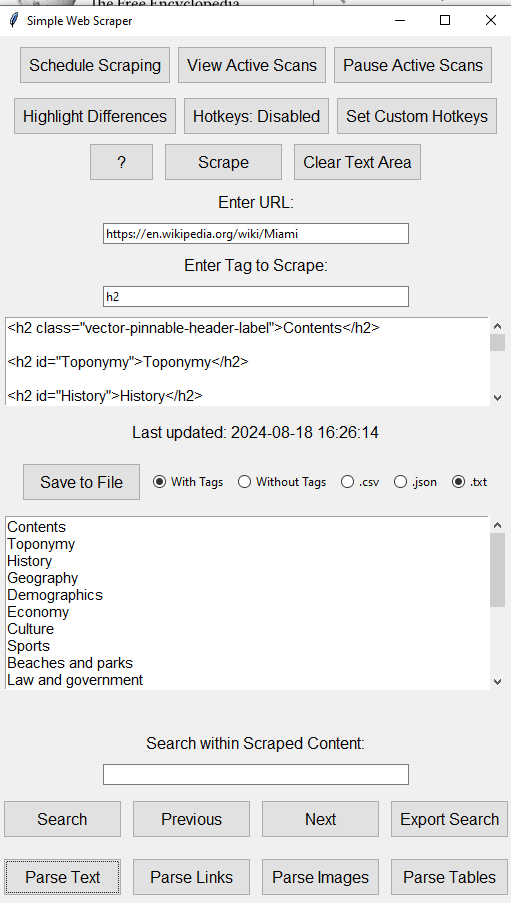 The Free Encyclopedia
Simple Web Scraper
Schedule Scraping View Active Scans Pause Active Scans
Highlight Differences Hotkeys: Disabled Set Custom Hotkeys
? Scrape Clear Text Area
Enter URL:
https://en.wikipedia.org/wiki/Miami
Enter Tag to Scrape:
h2
<h2 class="vector-pinnable-header-label">Contents</h2>
<h2 id="Toponymy">Toponymy</h2>
<h2 id="History">History</h2>
Last updated: 2024-08-18 16:26:14
Save to File With Tags Without Tags .csv .json .txt
Contents
Toponymy
History
Geography
Demographics
Economy
Culture
Sports
Beaches and parks
Law and government
Search within Scraped Content:
Search Previous Next Export Search
Parse Text Parse Links Parse Images Parse Tables